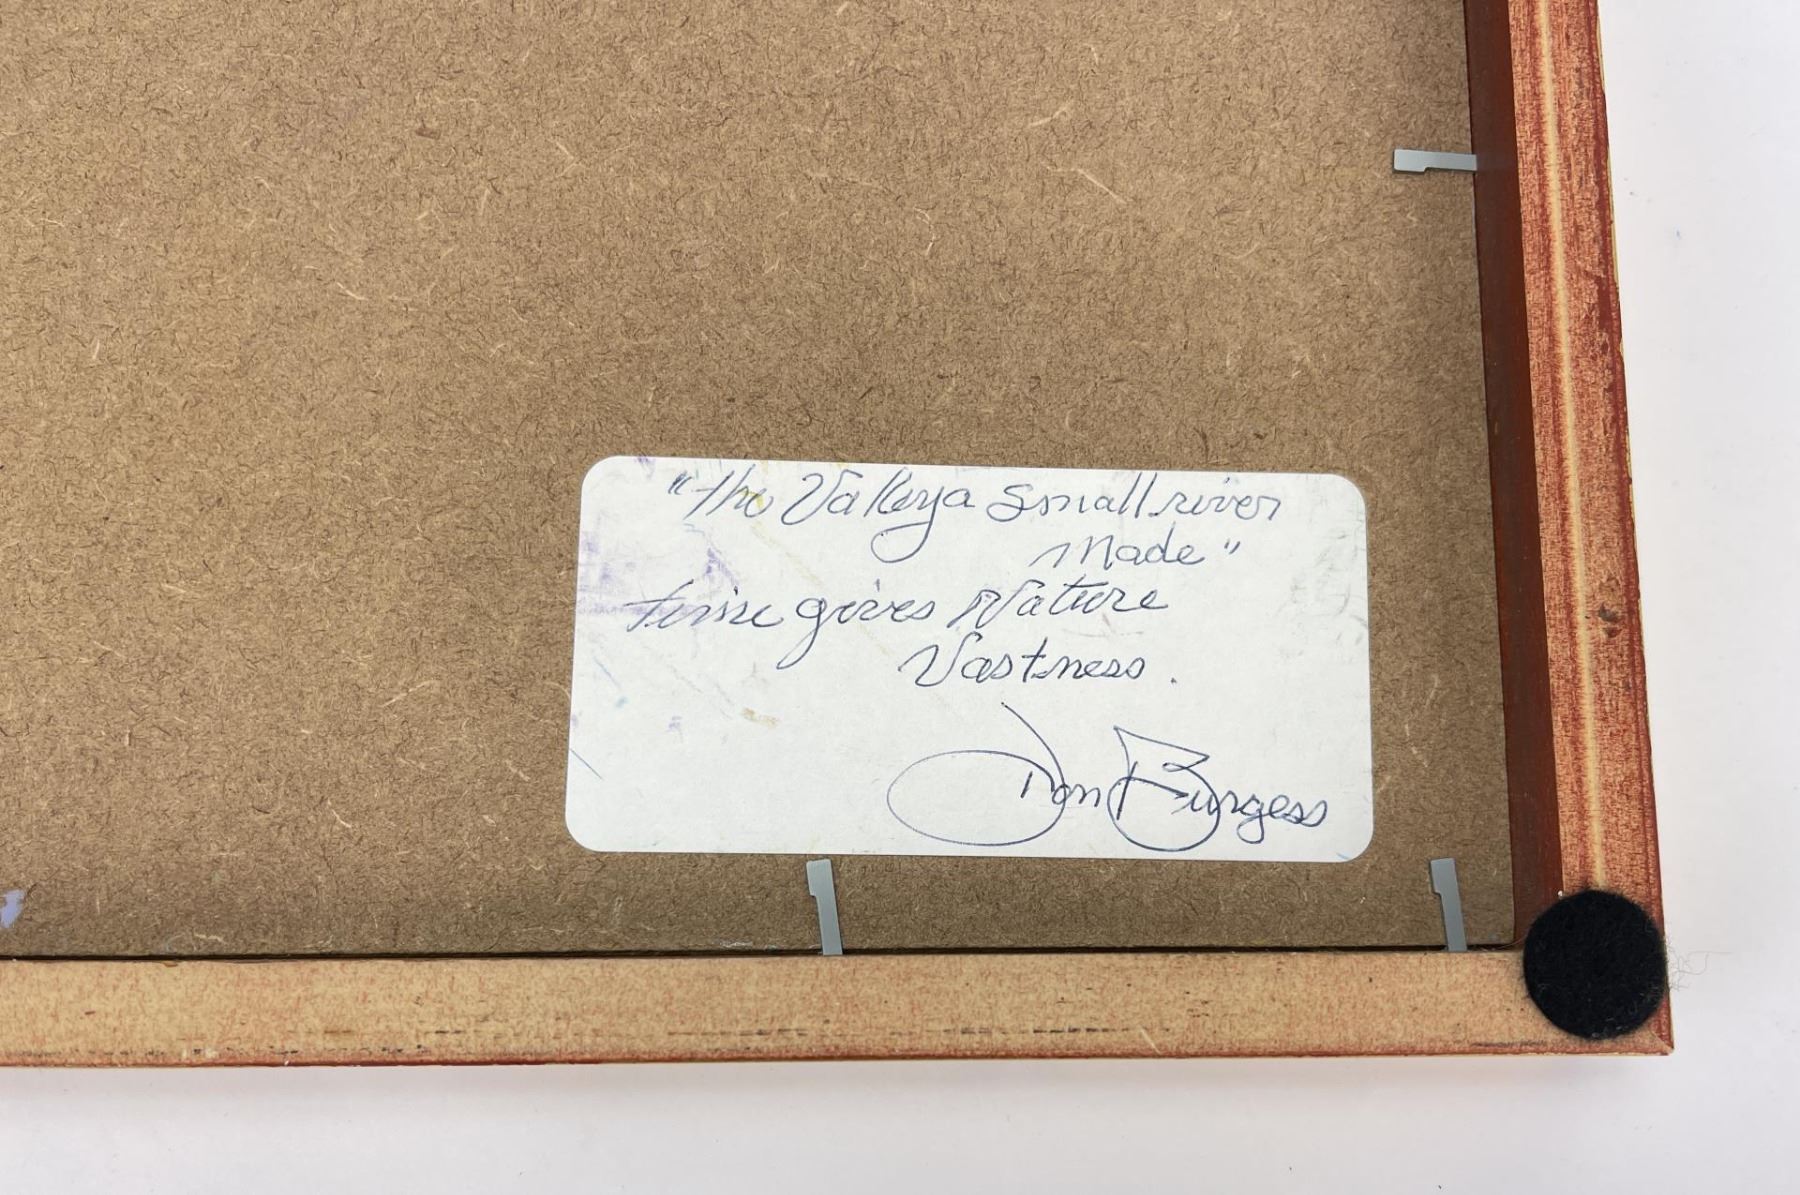 "the Valley a Small river
Made"
time gives Nature
Vastness.
Don Burgess